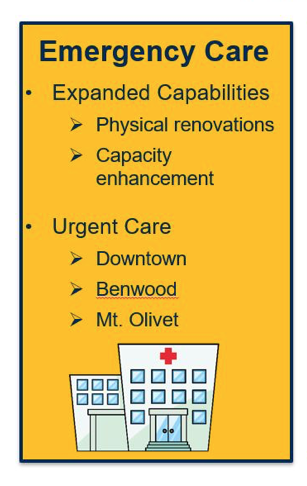 Emergency Care
• Expanded Capabilities
➢ Physical renovations
➢ Capacity
enhancement
• Urgent Care
➢ Downtown
➢ Benwood
➢ Mt. Olivet